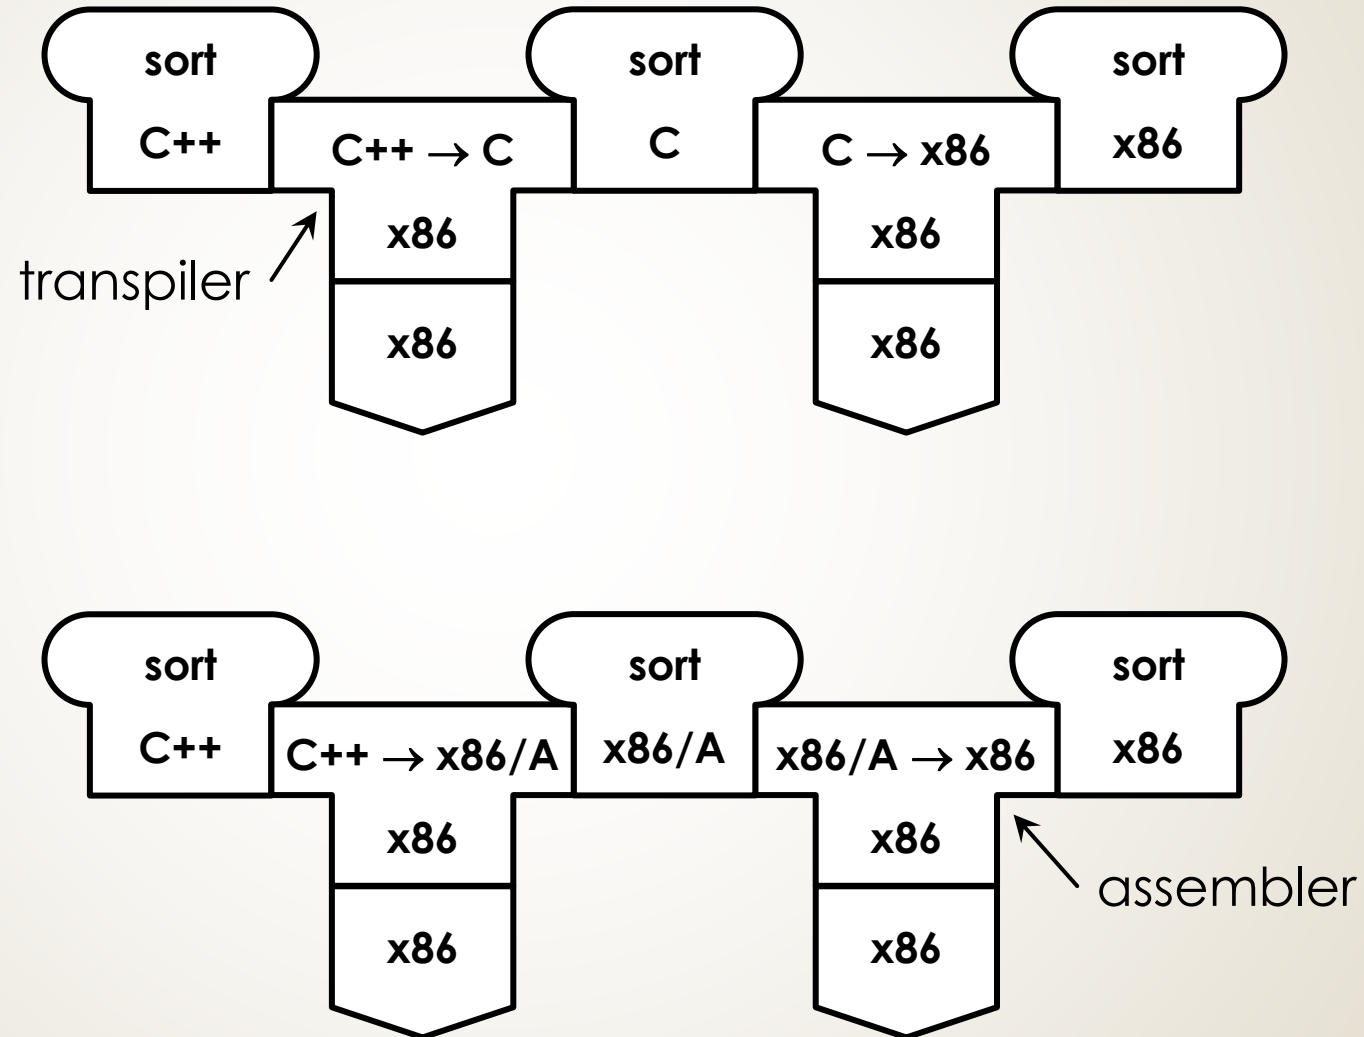 sort
sort
sort
C++
C++ → C
C
C → x86
x86
x86
x86
transpiler
x86
x86
sort
sort
sort
C++
C++ → x86/A
x86/A
x86/A → x86
x86
x86
x86
assembler
x86
x86